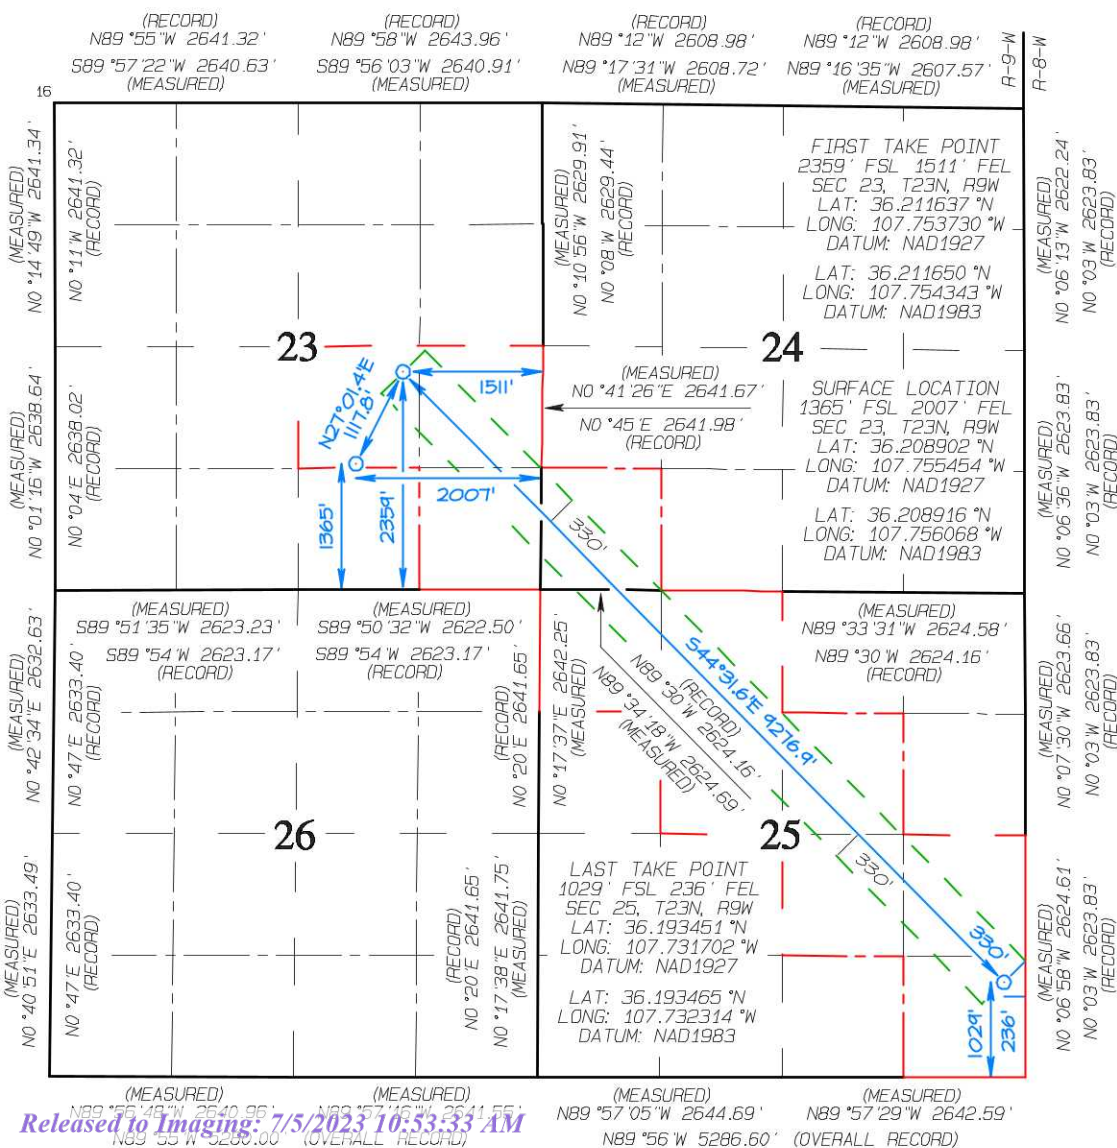 (RECORD)
N89°55'W 2641.32'
S89°57'22"W 2640.63'
(MEASURED)
(RECORD)
N89°58'W 2643.96'
S89°56'03"W 2640.91'
(MEASURED)
(RECORD)
N89°12'W 2608.98'
N89°17'31"W 2608.72'
(MEASURED)
(RECORD)
N89°12'W 2608.98'
N89°16'35"W 2607.57'
(MEASURED)
R-9-W
R-8-W
16
(MEASURED)
N0°14'49"W 2641.34'
N0°11'W 2641.32'
(RECORD)
(MEASURED)
N0°10'56"W 2629.91'
N0°08'W 2629.44'
(RECORD)
FIRST TAKE POINT
2359' FSL 1511' FEL
SEC 23, T23N, R9W
LAT: 36.211637°N
LONG: 107.753730°W
DATUM: NAD1927
LAT: 36.211650°N
LONG: 107.754343°W
DATUM: NAD1983
(MEASURED)
N0°06'13"W 2622.24'
N0°03'W 2623.83'
(RECORD)
23
24
(MEASURED)
N0°01'16"W 2638.64'
N0°04'E 2638.02'
(RECORD)
N27°01.4'E
1117.8'
1511'
2007'
1365'
2359'
(MEASURED)
N0°41'26"E 2641.67'
N0°45'E 2641.98'
(RECORD)
SURFACE LOCATION
1365' FSL 2007' FEL
SEC 23, T23N, R9W
LAT: 36.208902°N
LONG: 107.755454°W
DATUM: NAD1927
LAT: 36.208916°N
LONG: 107.756068°W
DATUM: NAD1983
(MEASURED)
N0°06'36"W 2623.83'
N0°03'W 2623.83'
(RECORD)
330'
(MEASURED)
S89°51'35"W 2623.23'
S89°54'W 2623.17'
(RECORD)
(MEASURED)
S89°50'32"W 2622.50'
S89°54'W 2623.17'
(RECORD)
(MEASURED)
N89°33'31"W 2624.58'
N89°30'W 2624.16'
(RECORD)
(MEASURED)
N0°42'34"E 2632.63'
N0°47'E 2633.40'
(RECORD)
(RECORD)
N0°20'E 2641.65'
N0°17'37"E 2642.25'
(MEASURED)
S44°31.6'E 9276.9'
(RECORD)
N89°30'W 2624.16'
N89°34'18"W 2624.69'
(MEASURED)
(MEASURED)
N0°07'30"W 2623.66'
N0°03'W 2623.83'
(RECORD)
26
25
330'
(MEASURED)
N0°40'51"E 2633.49'
N0°47'E 2633.40'
(RECORD)
(RECORD)
N0°20'E 2641.65'
N0°17'38"E 2641.75'
(MEASURED)
LAST TAKE POINT
1029' FSL 236' FEL
SEC 25, T23N, R9W
LAT: 36.193451°N
LONG: 107.731702°W
DATUM: NAD1927
LAT: 36.193465°N
LONG: 107.732314°W
DATUM: NAD1983
330'
1029'
236'
(MEASURED)
N0°06'58"W 2624.61'
N0°03'W 2623.83'
(RECORD)
(MEASURED)
N89°56'48"W 2640.96'
(MEASURED)
N89°57'16"W 2641.55'
N89°55'W 5280.00' (OVERALL RECORD)
(MEASURED)
N89°57'05"W 2644.69'
(MEASURED)
N89°57'29"W 2642.59'
N89°56'W 5286.60' (OVERALL RECORD)
Released to Imaging: 7/5/2023 10:53:33 AM